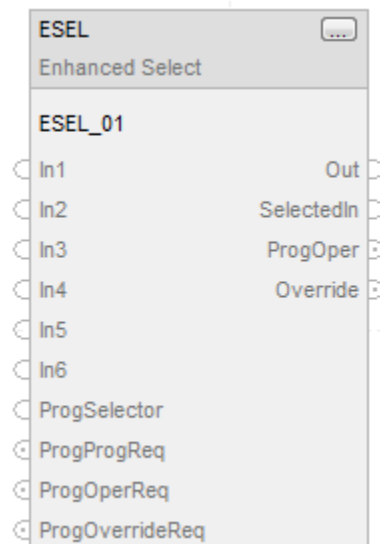 ESEL ...
Enhanced Select
ESEL_01
In1 Out
In2 SelectedIn
In3 ProgOper
In4 Override
In5
In6
ProgSelector
ProgProgReq
ProgOperReq
ProgOverrideReq